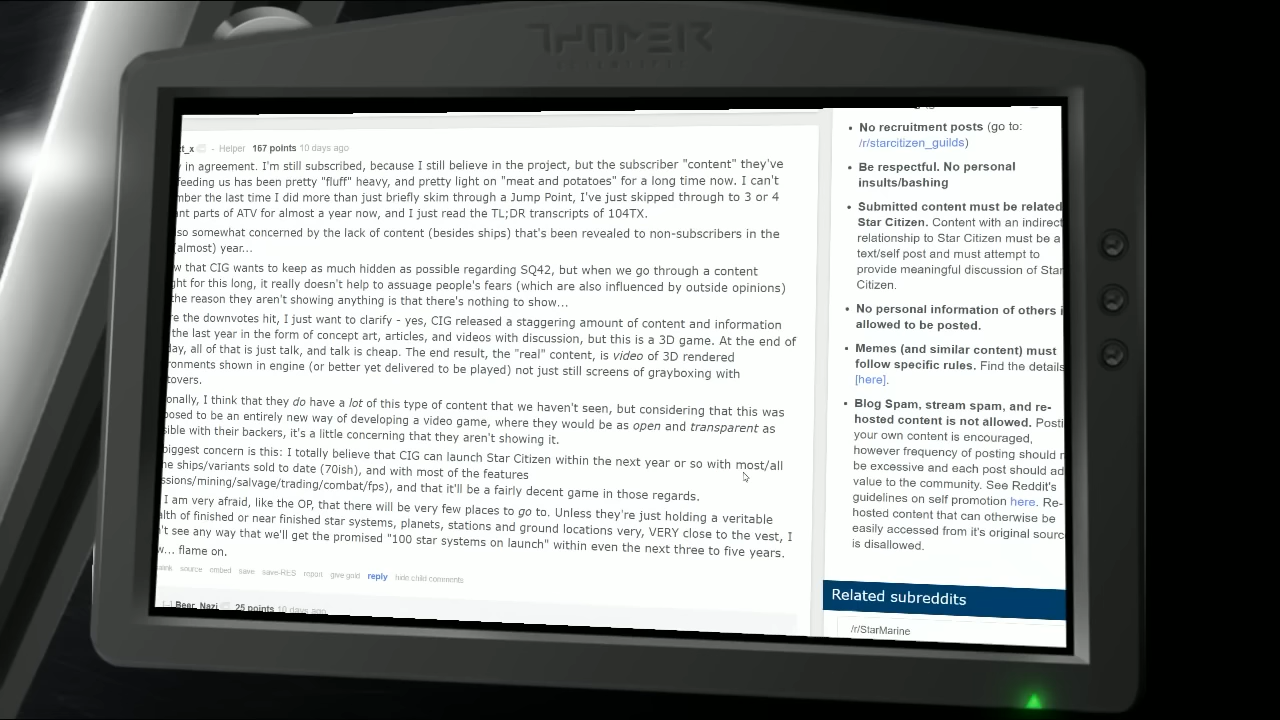 t_x - Helper 167 points 10 days ago
in agreement. I'm still subscribed, because I still believe in the project, but the subscriber "content" they've
feeding us has been pretty "fluff" heavy, and pretty light on "meat and potatoes" for a long time now. I can't
mber the last time I did more than just briefly skim through a Jump Point, I've just skipped through to 3 or 4
nt parts of ATV for almost a year now, and I just read the TL;DR transcripts of 104TX.
so somewhat concerned by the lack of content (besides ships) that's been revealed to non-subscribers in the
(almost) year...
w that CIG wants to keep as much hidden as possible regarding SQ42, but when we go through a content
ght for this long, it really doesn't help to assuage people's fears (which are also influenced by outside opinions)
the reason they aren't showing anything is that there's nothing to show...
re the downvotes hit, I just want to clarify - yes, CIG released a staggering amount of content and information
the last year in the form of concept art, articles, and videos with discussion, but this is a 3D game. At the end of
day, all of that is just talk, and talk is cheap. The end result, the "real" content, is video of 3D rendered
ronments shown in engine (or better yet delivered to be played) not just still screens of grayboxing with
tovers.
onally, I think that they do have a lot of this type of content that we haven't seen, but considering that this was
posed to be an entirely new way of developing a video game, where they would be as open and transparent as
sible with their backers, it's a little concerning that they aren't showing it.
biggest concern is this: I totally believe that CIG can launch Star Citizen within the next year or so with most/all
he ships/variants sold to date (70ish), and with most of the features
ssions/mining/salvage/trading/combat/fps), and that it'll be a fairly decent game in those regards.
I am very afraid, like the OP, that there will be very few places to go to. Unless they're just holding a veritable
alth of finished or near finished star systems, planets, stations and ground locations very, VERY close to the vest, I
't see any way that we'll get the promised "100 star systems on launch" within even the next three to five years.
w... flame on.
source embed save save-RES report give gold reply hide child comments
[-] Bear_Nazi 25 points 10 days ago
No recruitment posts (go to:
/r/starcitizen_guilds)
Be respectful. No personal
insults/bashing
Submitted content must be related
Star Citizen. Content with an indirect
relationship to Star Citizen must be a
text/self post and must attempt to
provide meaningful discussion of Star
Citizen.
No personal information of others i
allowed to be posted.
Memes (and similar content) must
follow specific rules. Find the details
[here].
Blog Spam, stream spam, and re-
hosted content is not allowed. Posti
your own content is encouraged,
however frequency of posting should n
be excessive and each post should ad
value to the community. See Reddit's
guidelines on self promotion here. Re-
hosted content that can otherwise be
easily accessed from it's original sourc
is disallowed.
Related subreddits
/r/StarMarine